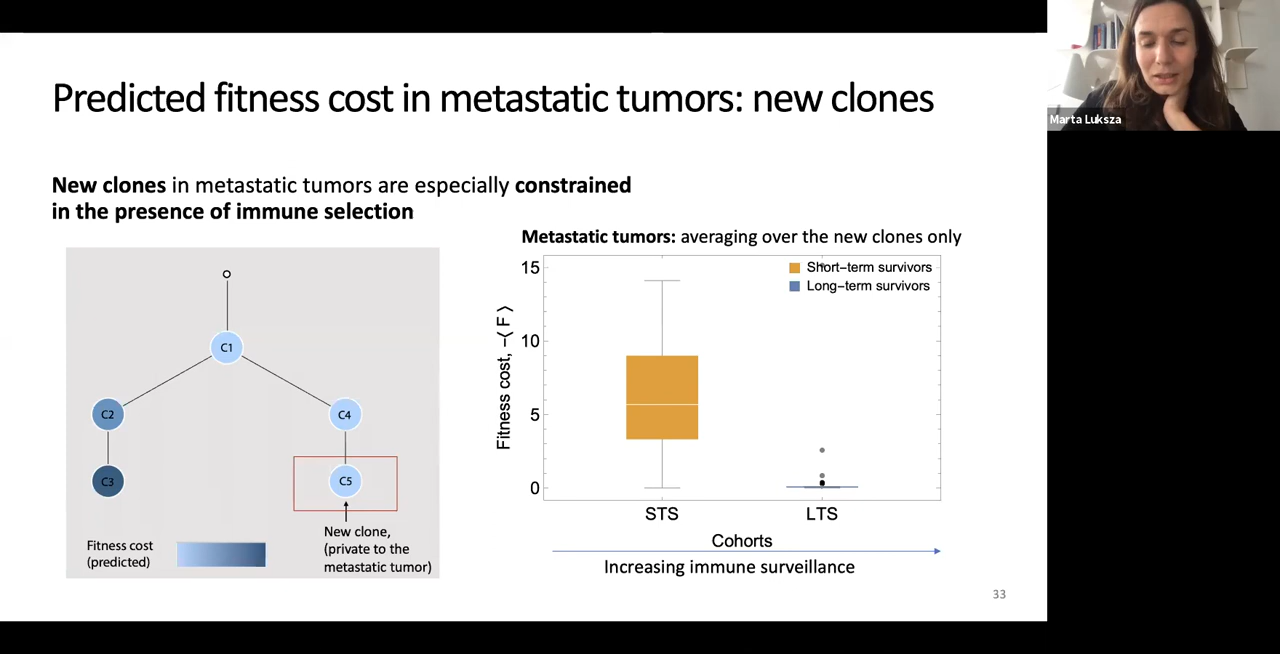 Predicted fitness cost in metastatic tumors: new clones
New clones in metastatic tumors are especially constrained
in the presence of immune selection
C1
C2
C4
C3
C5
Fitness cost
(predicted)
New clone,
(private to the
metastatic tumor)
Metastatic tumors: averaging over the new clones only
Short-term survivors
Long-term survivors
Fitness cost, -⟨ F ⟩
15
10
5
0
STS
LTS
Cohorts
Increasing immune surveillance
33
Marta Luksza